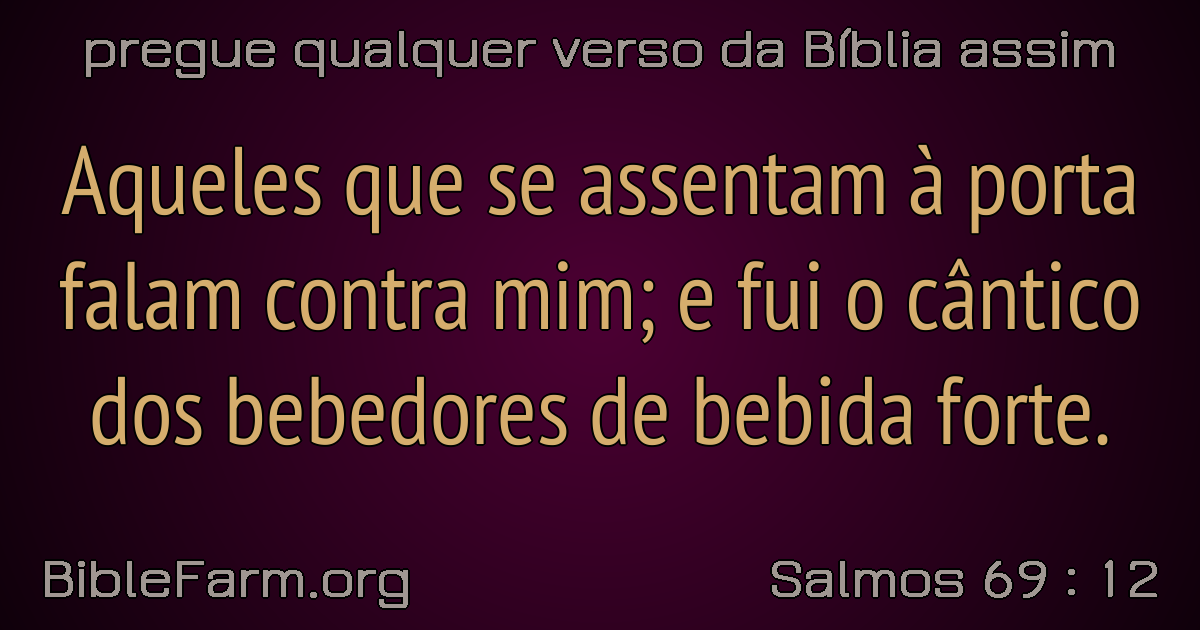 pregue qualquer verso da Bíblia assim
Aqueles que se assentam à porta
falam contra mim; e fui o cântico
dos bebedores de bebida forte.
BibleFarm.org
Salmos 69 : 12